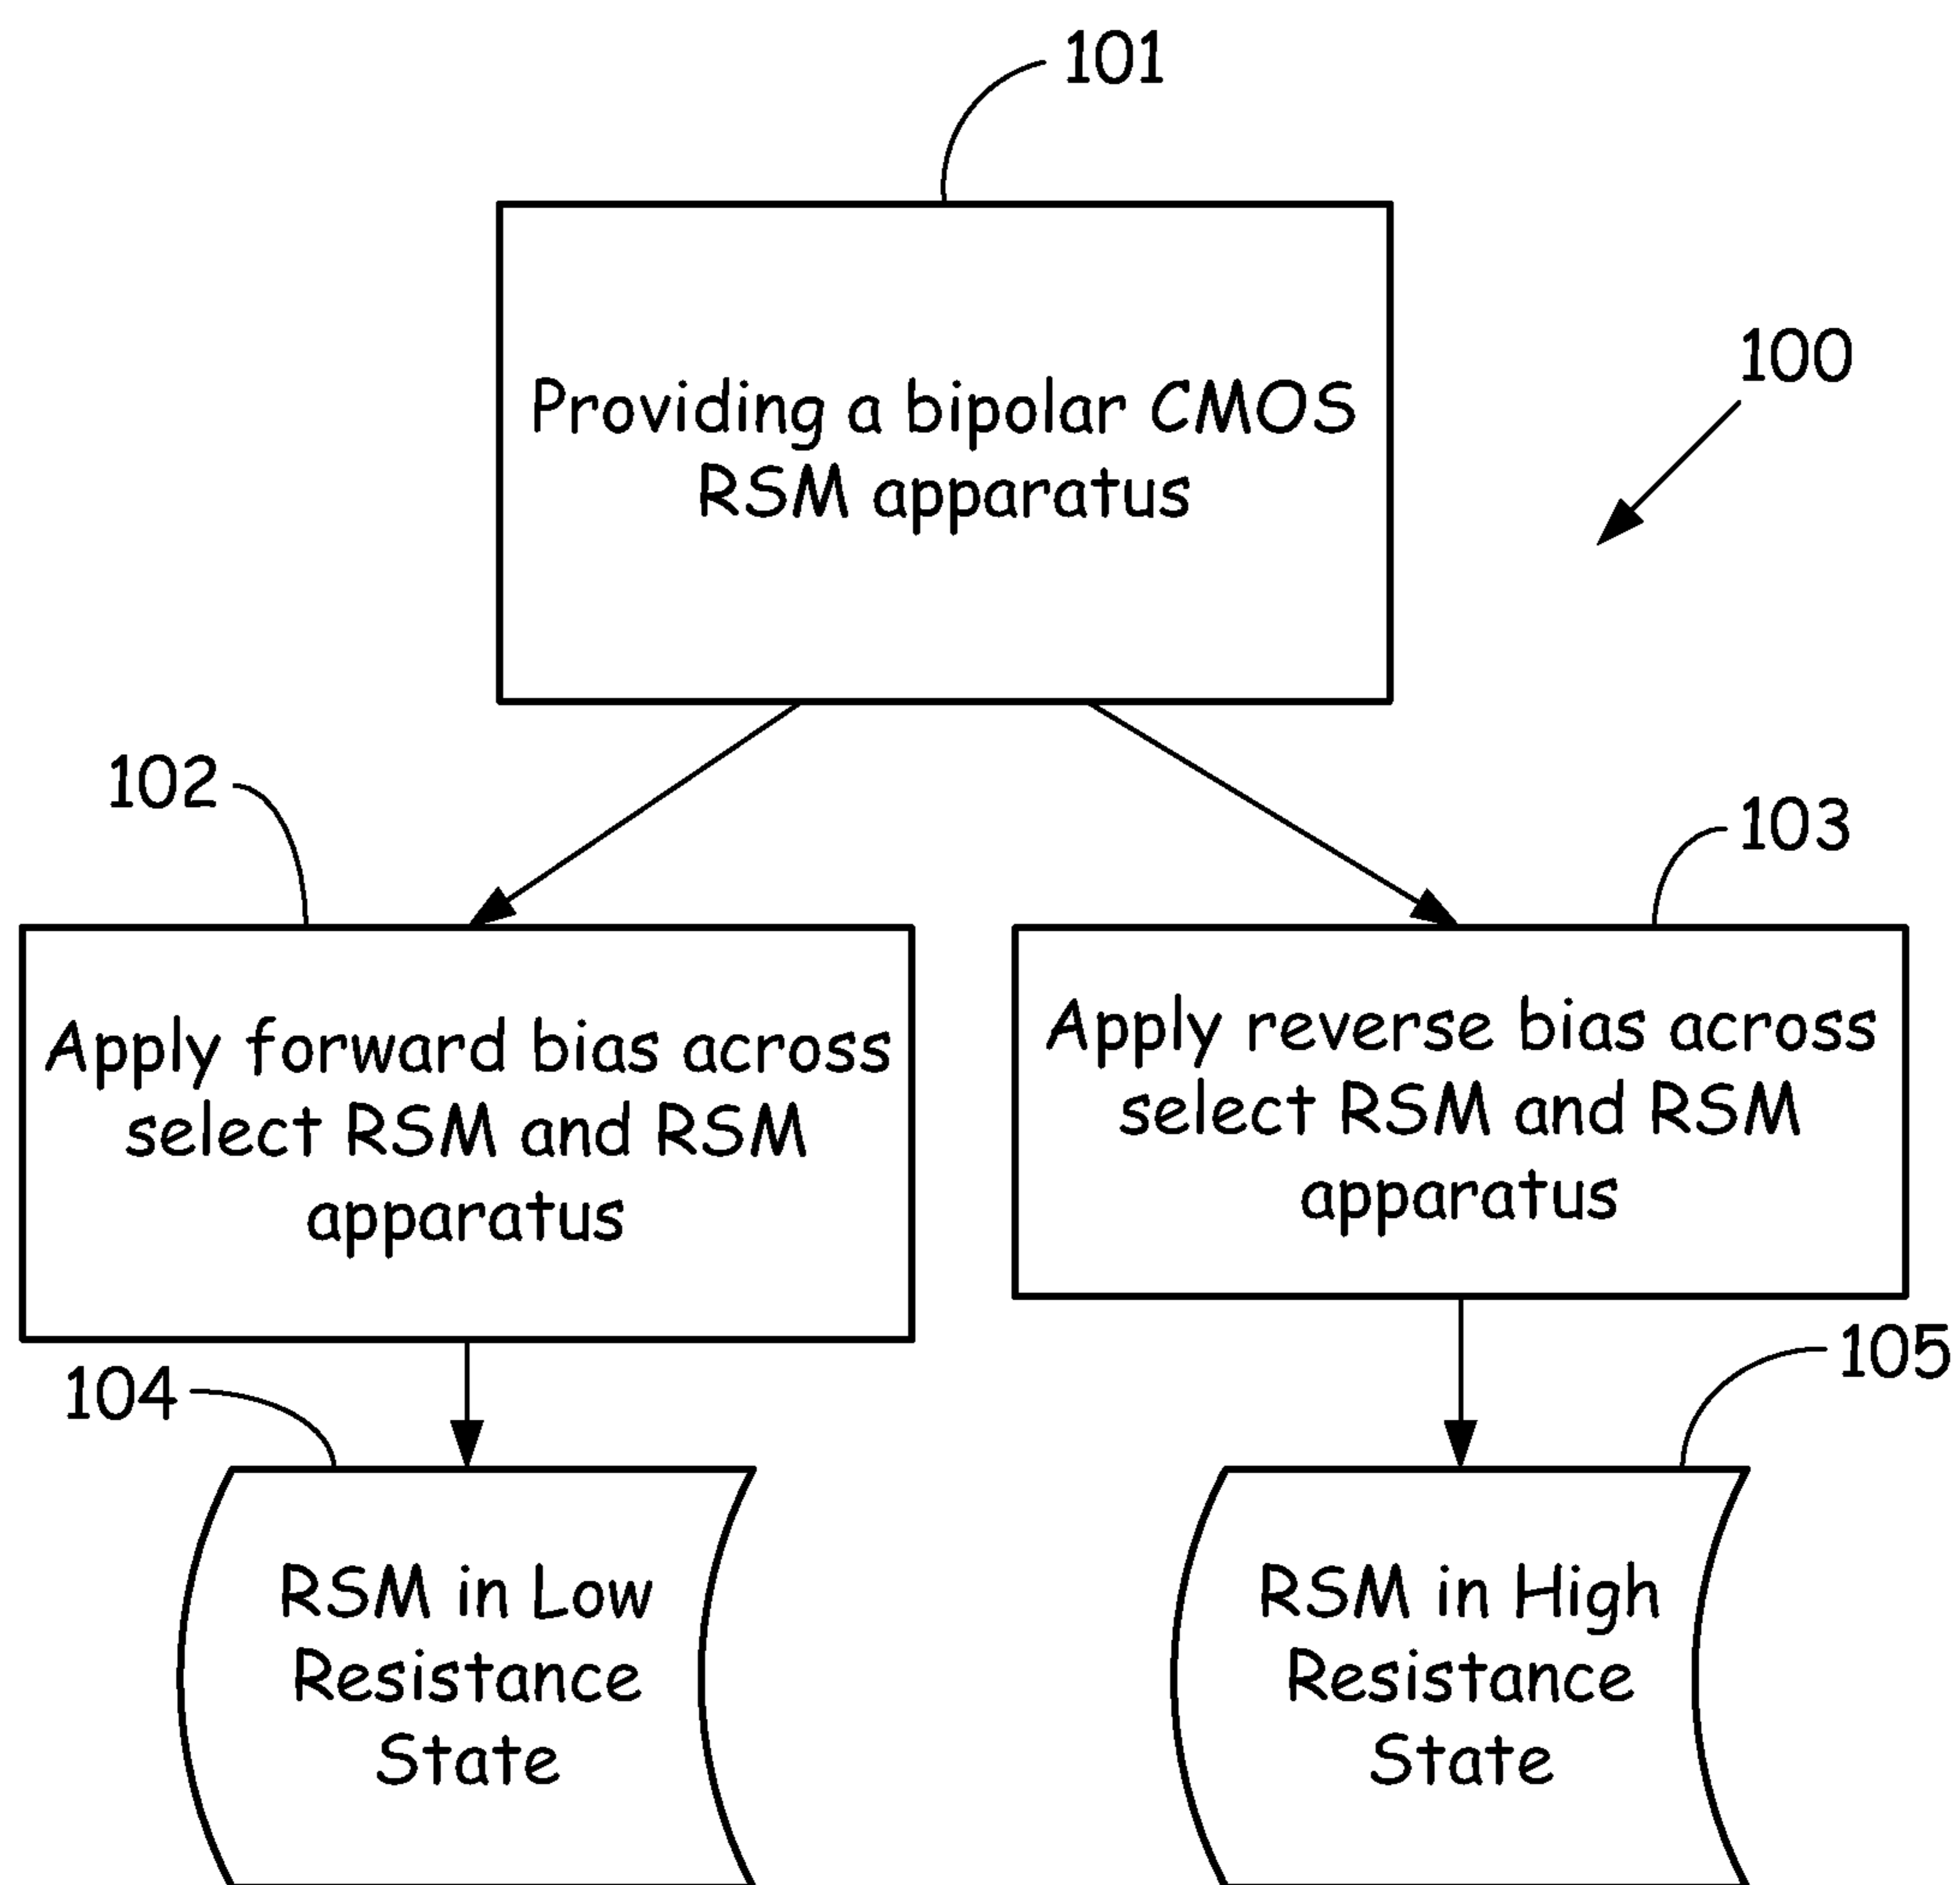 101
Providing a bipolar CMOS
RSM apparatus
100
102
103
Apply forward bias across
select RSM and RSM
apparatus
Apply reverse bias across
select RSM and RSM
apparatus
104
105
RSM in Low
Resistance
State
RSM in High
Resistance
State